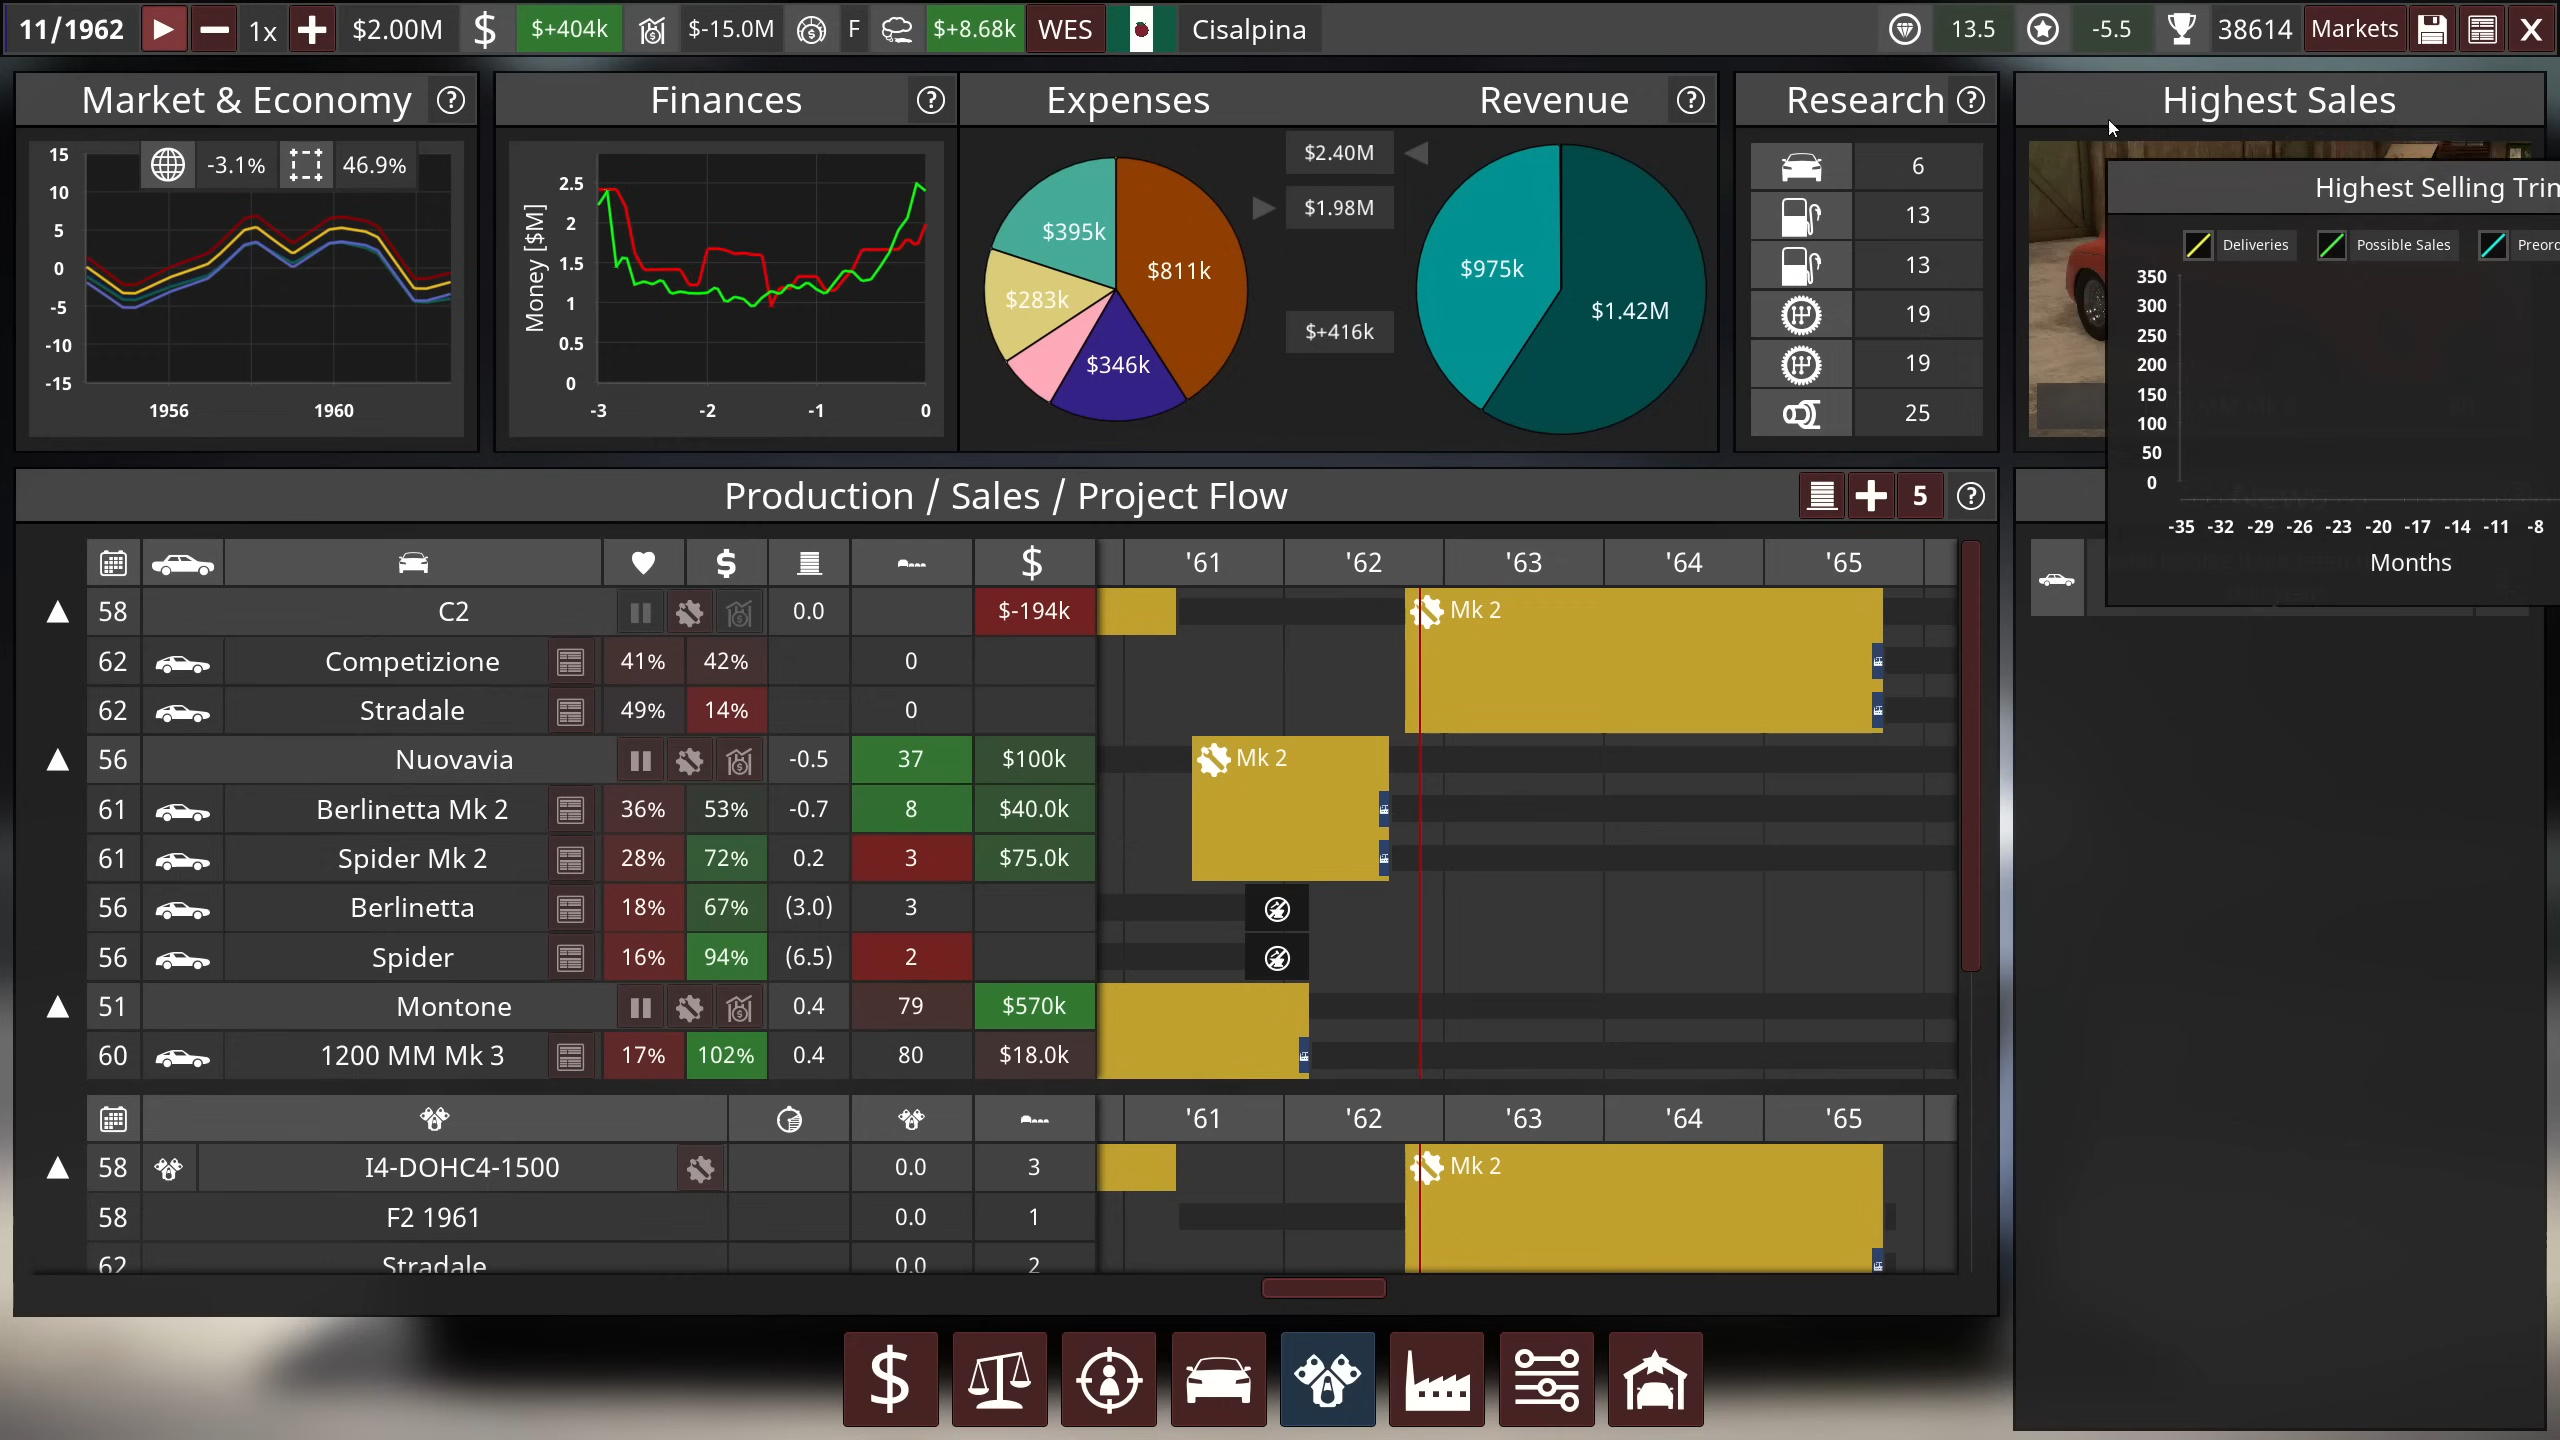 11/1962 1x $2.00M $+404k $-15.0M F $+8.68k WES Cisalpina 13.5 -5.5 38614 Markets X
Market & Economy ?
-3.1% 46.9%
15
10
5
0
-5
-10
-15
1956 1960
Finances ?
Money [$M]
2.5
2
1.5
1
0.5
0
-3 -2 -1 0
Expenses Revenue ?
$395k $811k $283k $346k
$2.40M
$1.98M
$+416k
$975k $1.42M
Research ?
6
13
13
19
19
25
Highest Sales
Highest Selling Trim
Deliveries Possible Sales
350
300
250
200
150
100
50
0
-35 -32 -29 -26 -23 -20 -17 -14 -11 -8
Months
Production / Sales / Project Flow 5 ?
$ $ '61 '62 '63 '64 '65
58 C2 0.0 $-194k Mk 2
62 Competizione 41% 42% 0
62 Stradale 49% 14% 0
56 Nuovavia -0.5 37 $100k Mk 2
61 Berlinetta Mk 2 36% 53% -0.7 8 $40.0k
61 Spider Mk 2 28% 72% 0.2 3 $75.0k
56 Berlinetta 18% 67% (3.0) 3
56 Spider 16% 94% (6.5) 2
51 Montone 0.4 79 $570k
60 1200 MM Mk 3 17% 102% 0.4 80 $18.0k
'61 '62 '63 '64 '65
58 I4-DOHC4-1500 0.0 3 Mk 2
58 F2 1961 0.0 1
62 Stradale 0.0 2